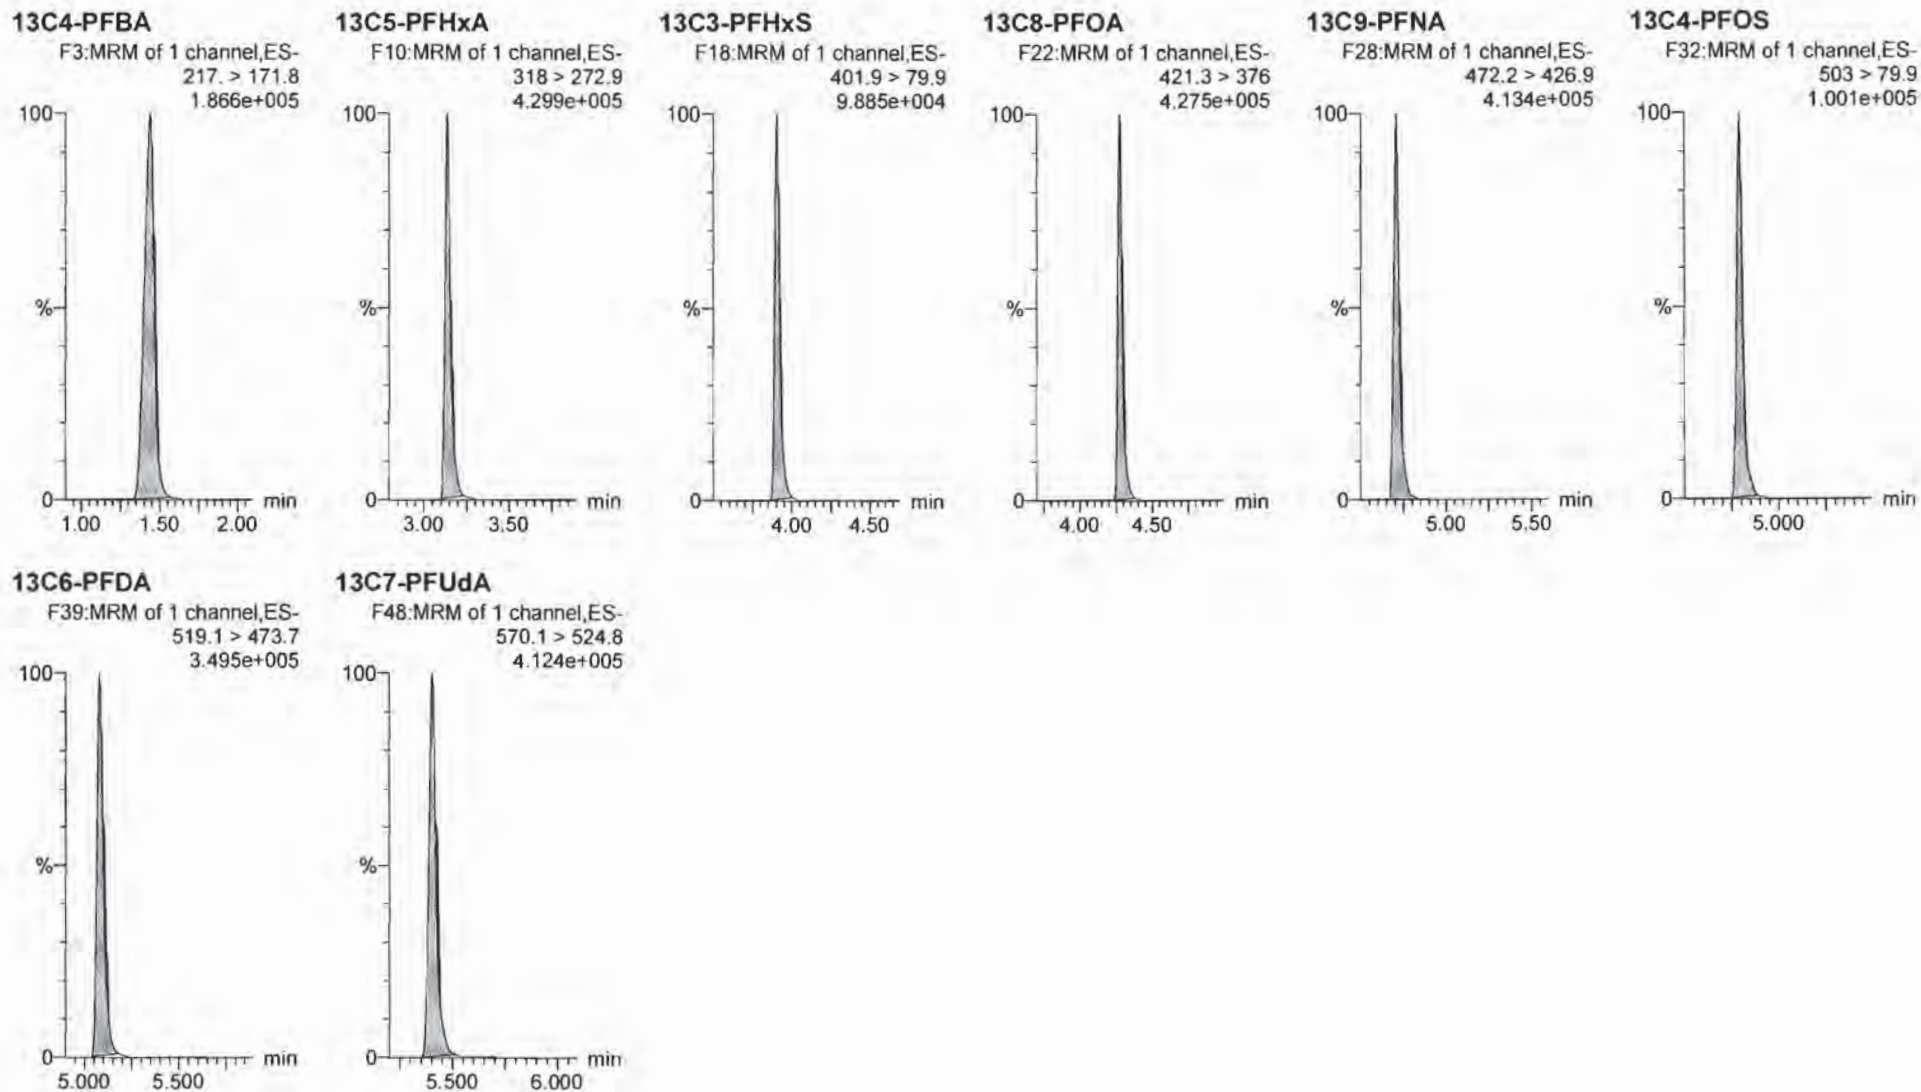 13C4-PFBA
F3:MRM of 1 channel,ES-
217. > 171.8
1.866e+005
100
%
0
min
1.00 1.50 2.00
13C5-PFHxA
F10:MRM of 1 channel,ES-
318 > 272.9
4.299e+005
100
%
0
min
3.00 3.50
13C3-PFHxS
F18:MRM of 1 channel,ES-
401.9 > 79.9
9.885e+004
100
%
0
min
4.00 4.50
13C8-PFOA
F22:MRM of 1 channel,ES-
421.3 > 376
4.275e+005
100
%
0
min
4.00 4.50
13C9-PFNA
F28:MRM of 1 channel,ES-
472.2 > 426.9
4.134e+005
100
%
0
min
5.00 5.50
13C4-PFOS
F32:MRM of 1 channel,ES-
503 > 79.9
1.001e+005
100
%
0
min
5.000
13C6-PFDA
F39:MRM of 1 channel,ES-
519.1 > 473.7
3.495e+005
100
%
0
min
5.000 5.500
13C7-PFUdA
F48:MRM of 1 channel,ES-
570.1 > 524.8
4.124e+005
100
%
0
min
5.500 6.000